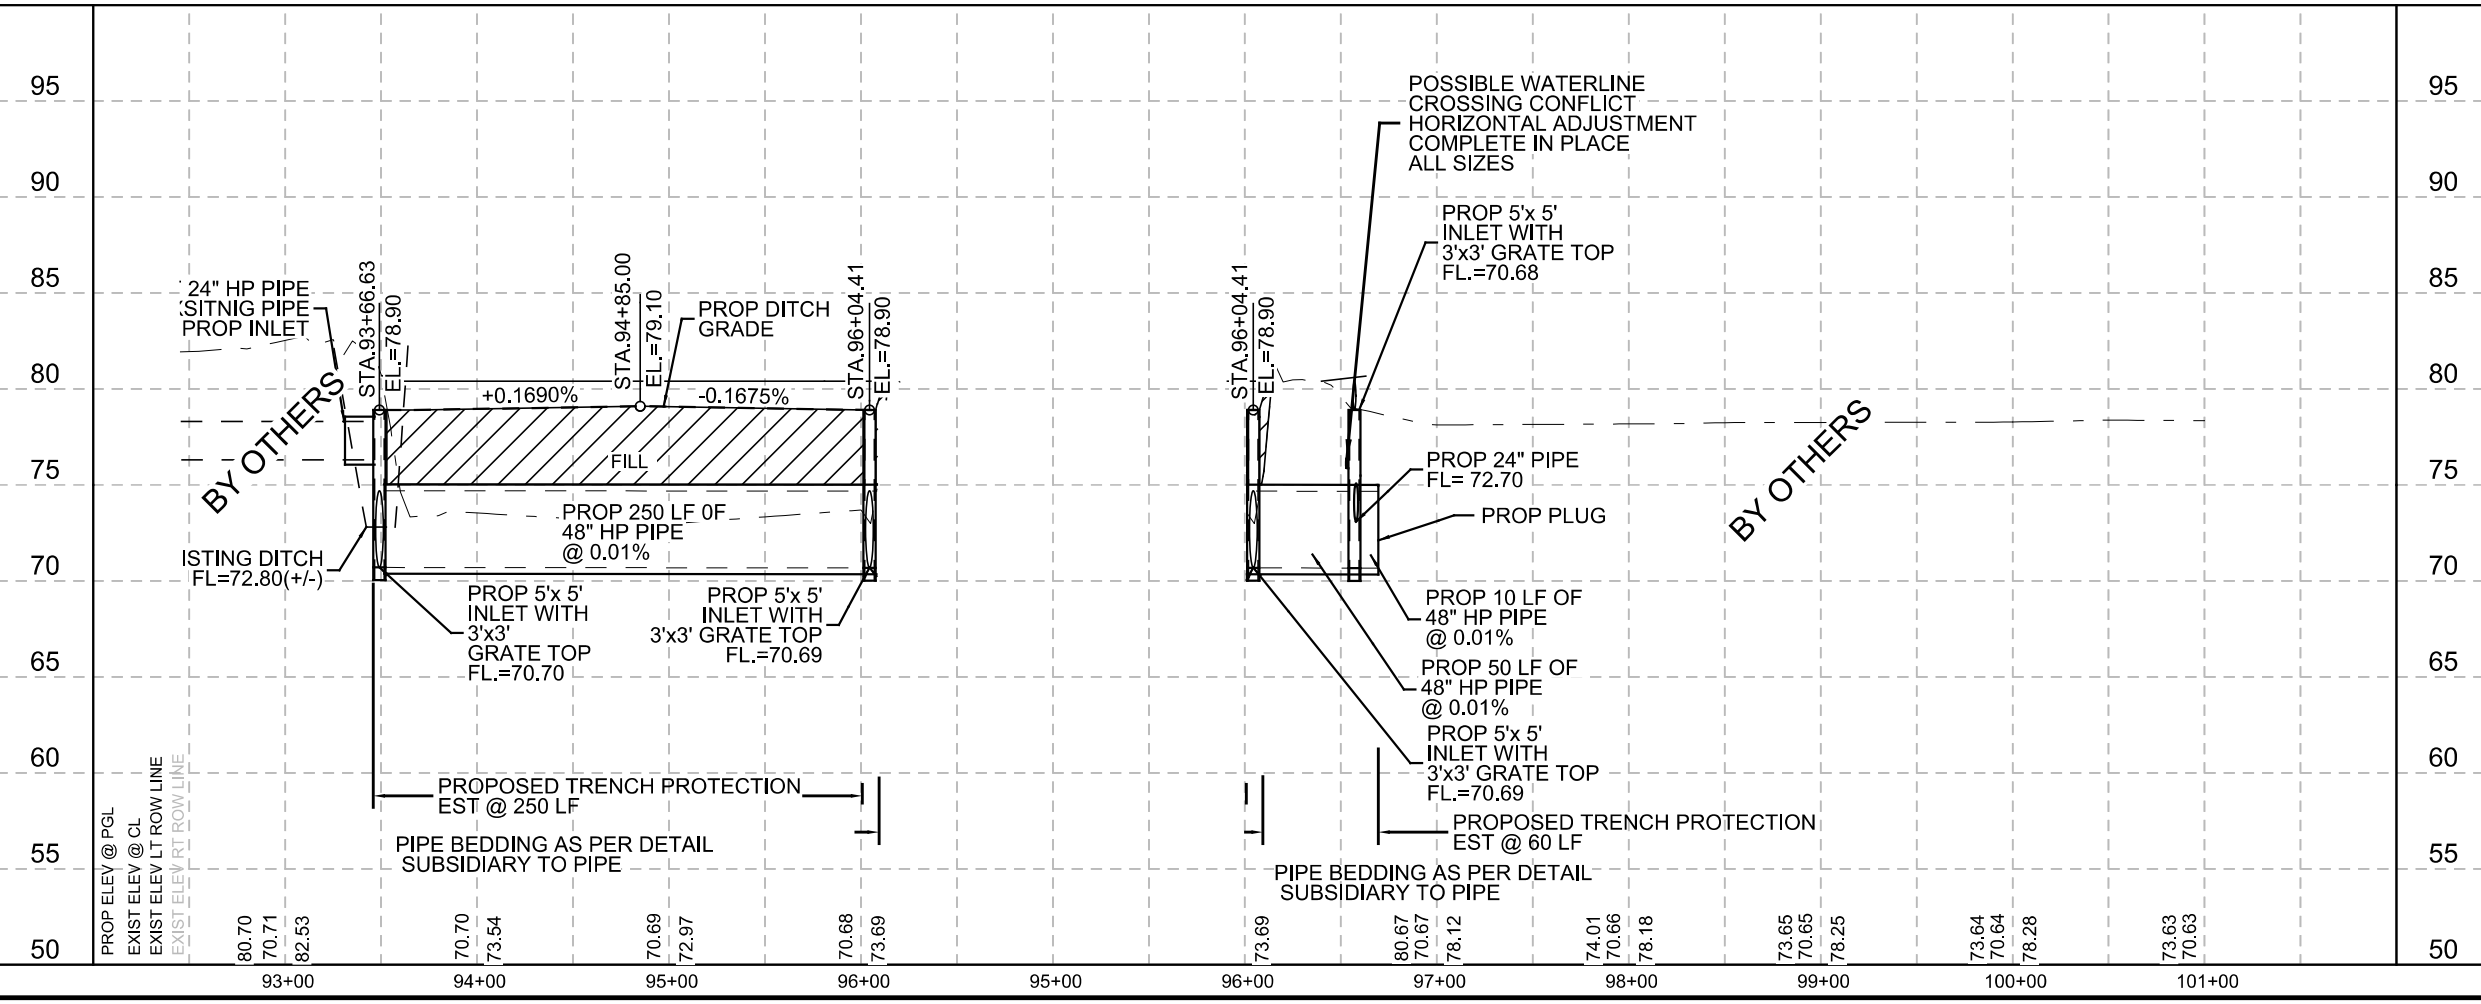 95
90
85
80
75
70
65
60
55
50
24" HP PIPE
SITNIG PIPE
PROP INLET
BY OTHERS
ISTING DITCH
FL=72.80(+/-)
STA.93+66.63
EL.=78.90
+0.1690%
STA.94+85.00
EL.=79.10
PROP DITCH
GRADE
-0.1675%
STA.96+04.41
EL.=78.90
FILL
PROP 250 LF 0F
48" HP PIPE
@ 0.01%
PROP 5'x 5'
INLET WITH
3'x3'
GRATE TOP
FL.=70.70
PROP 5'x 5'
INLET WITH
3'x3' GRATE TOP
FL.=70.69
PROPOSED TRENCH PROTECTION
EST @ 250 LF
PIPE BEDDING AS PER DETAIL
SUBSIDIARY TO PIPE
STA.96+04.41
EL.=78.90
POSSIBLE WATERLINE
CROSSING CONFLICT
HORIZONTAL ADJUSTMENT
COMPLETE IN PLACE
ALL SIZES
PROP 5'x 5'
INLET WITH
3'x3' GRATE TOP
FL.=70.68
PROP 24" PIPE
FL= 72.70
PROP PLUG
BY OTHERS
PROP 10 LF OF
48" HP PIPE
@ 0.01%
PROP 50 LF OF
48" HP PIPE
@ 0.01%
PROP 5'x 5'
INLET WITH
3'x3' GRATE TOP
FL.=70.69
PROPOSED TRENCH PROTECTION
EST @ 60 LF
PIPE BEDDING AS PER DETAIL
SUBSIDIARY TO PIPE
95
90
85
80
75
70
65
60
55
50
PROP ELEV @ PGL
EXIST ELEV @ CL
EXIST ELEV LT ROW LINE
EXIST ELEV RT ROW LINE
80.70
70.71
82.53
70.70
73.54
70.69
72.97
70.68
73.69
73.69
80.67
70.67
78.12
74.01
70.66
78.18
73.65
70.65
78.25
73.64
70.64
78.28
73.63
70.63
93+00
94+00
95+00
96+00
95+00
96+00
97+00
98+00
99+00
100+00
101+00